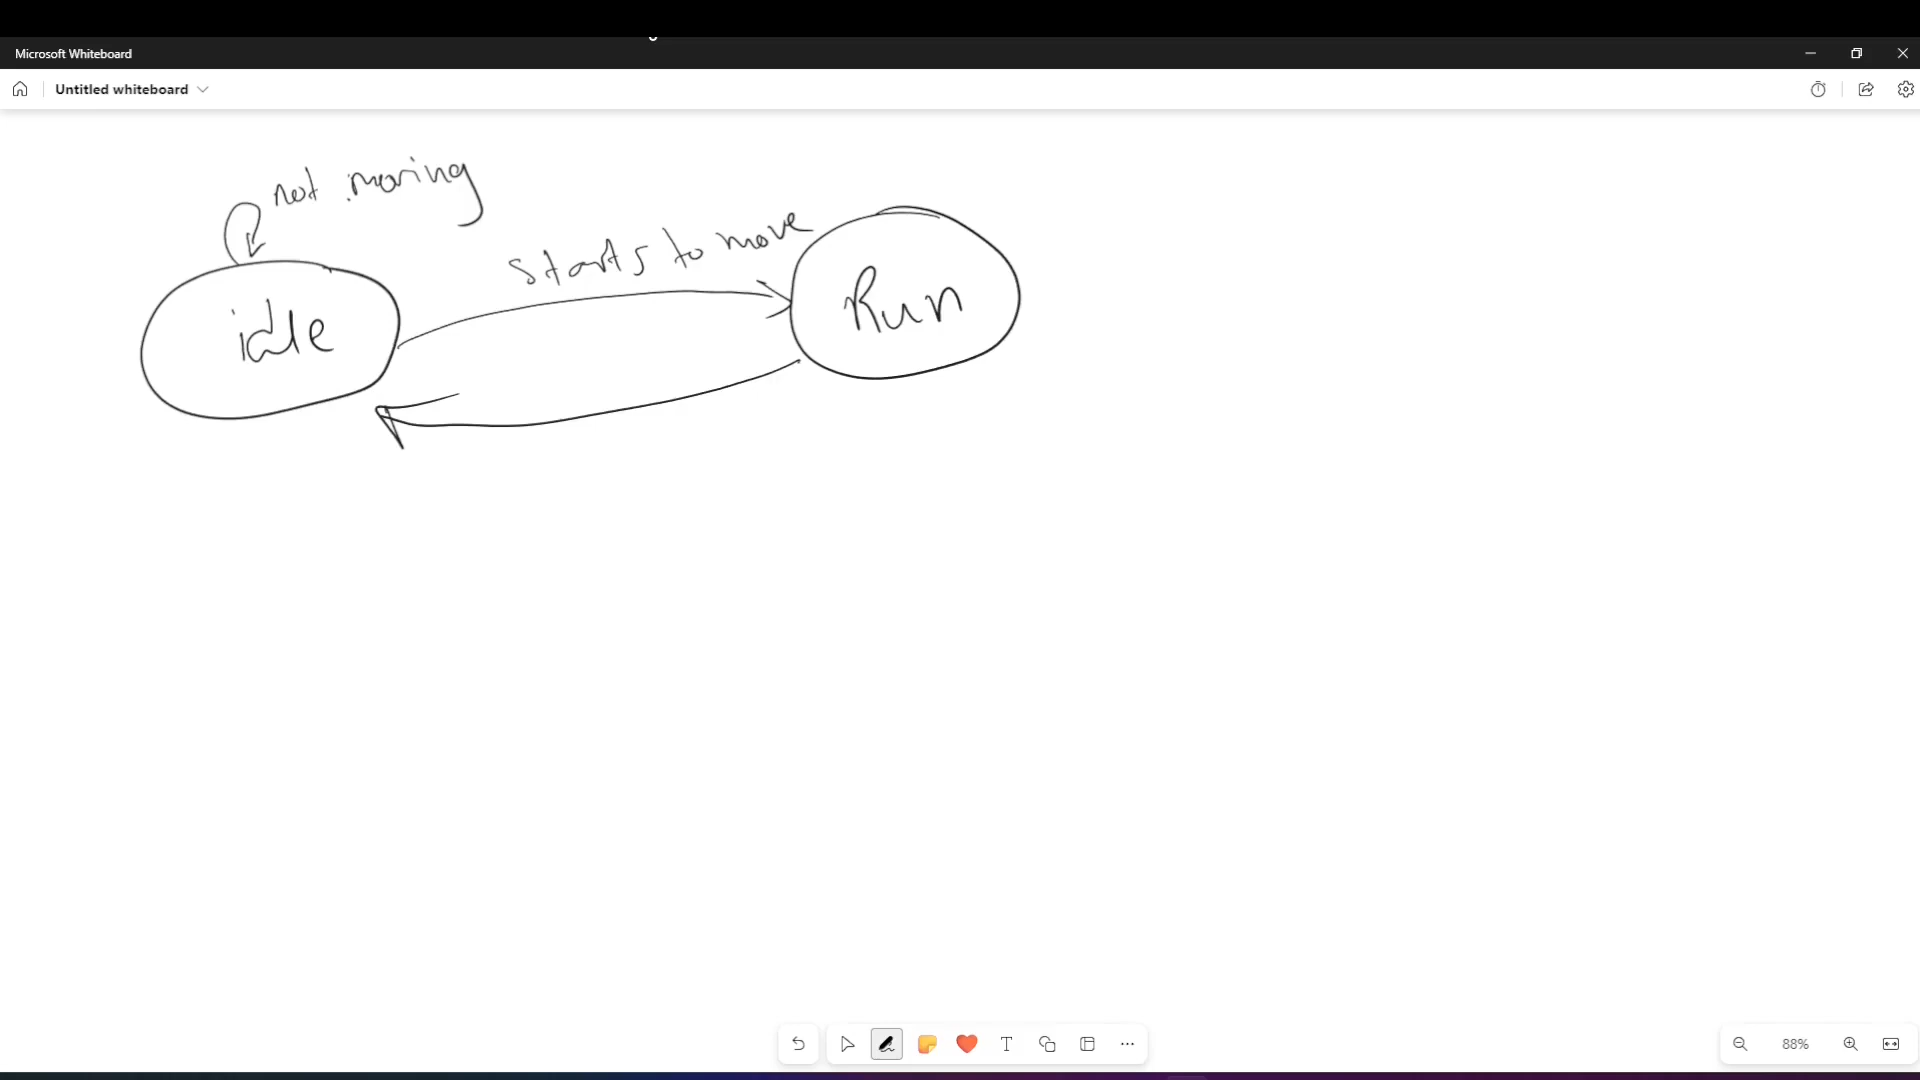 Microsoft Whiteboard
Untitled whiteboard
not moving
starts to move
idle
Run
88%